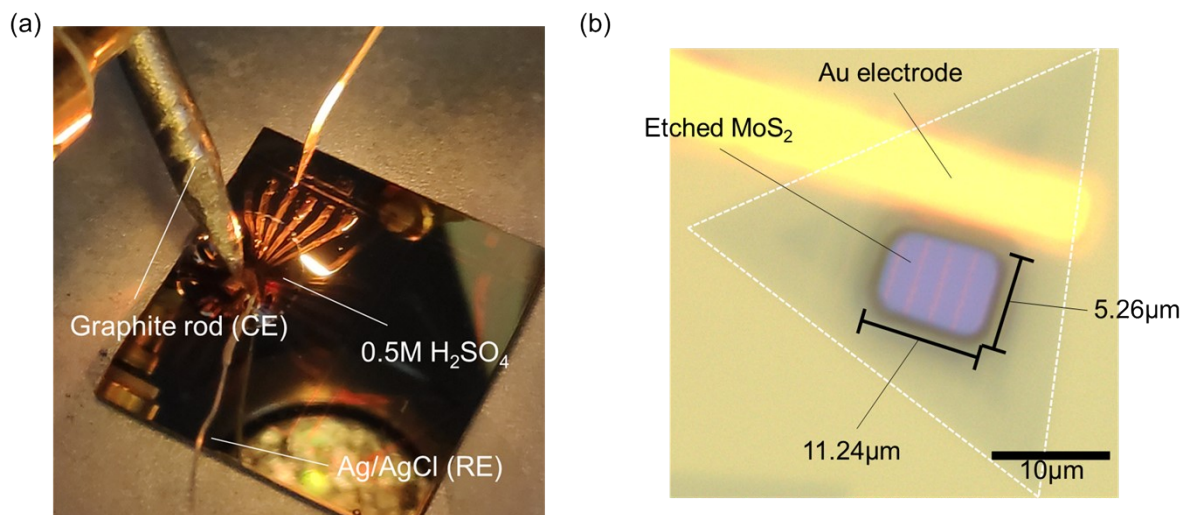 (a)
(b)
Graphite rod (CE)
0.5M H₂SO₄
Ag/AgCl (RE)
Au electrode
Etched MoS₂
5.26μm
11.24μm
10μm